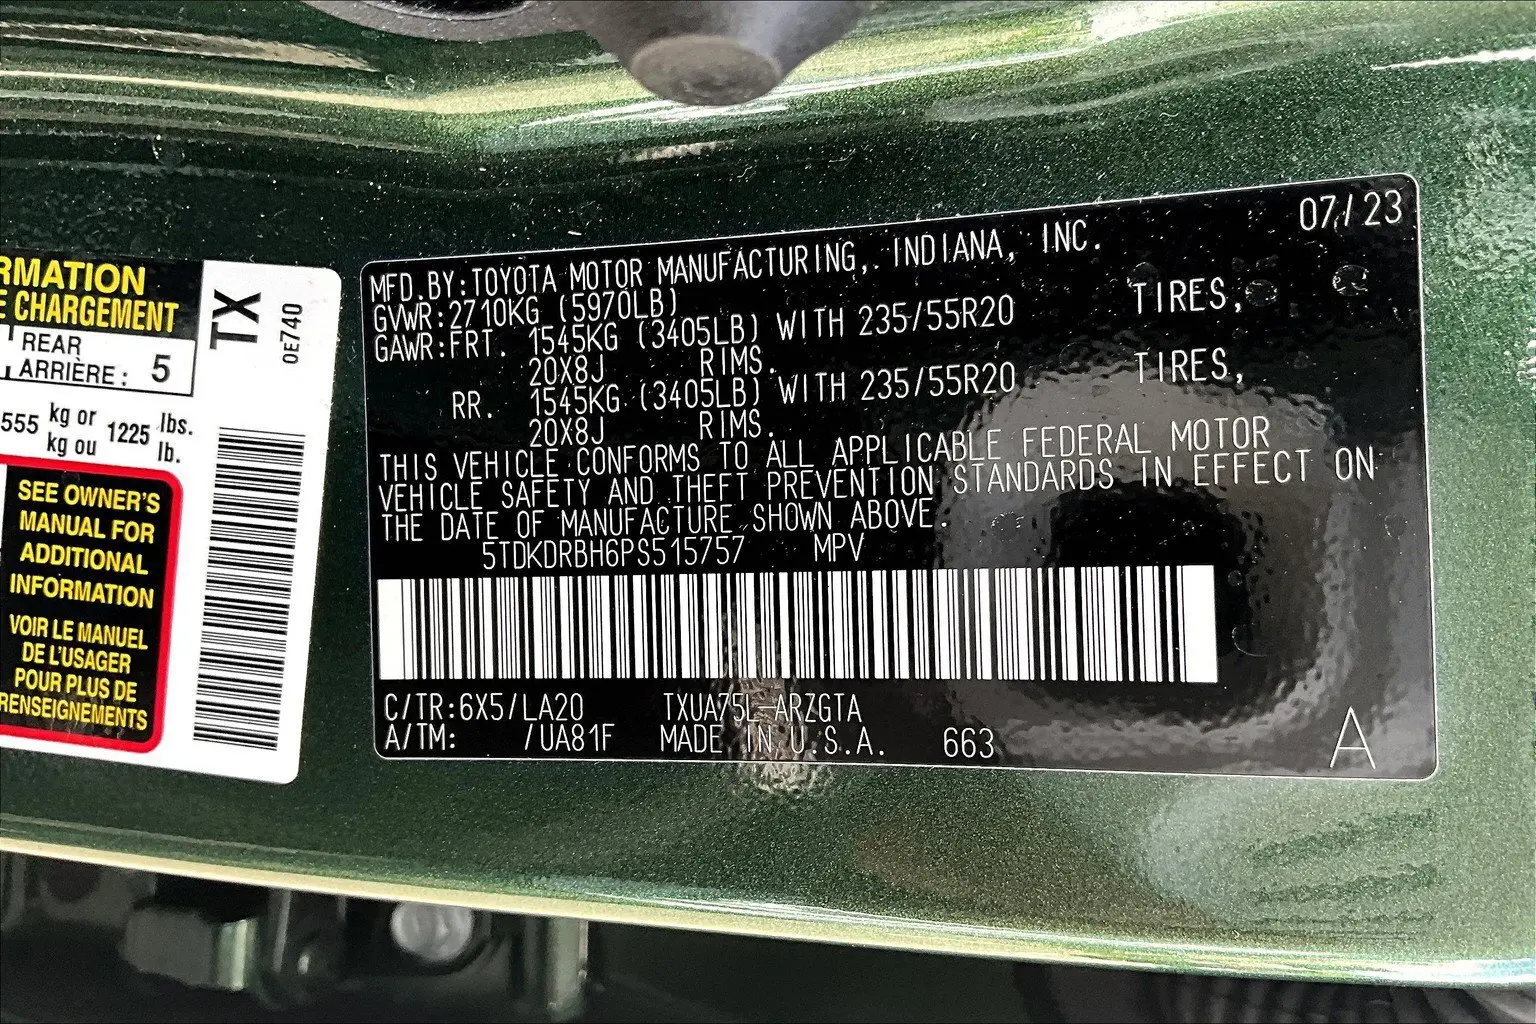 RMATION
E CHARGEMENT
REAR
ARRIÈRE : 5
555 kg or 1225 lbs.
kg ou lb.
SEE OWNER'S
MANUAL FOR
ADDITIONAL
INFORMATION
VOIR LE MANUEL
DE L'USAGER
POUR PLUS DE
RENSEIGNEMENTS
TX
0E740
07/23
MFD.BY:TOYOTA MOTOR MANUFACTURING, INDIANA, INC.
GVWR:2710KG (5970LB)
GAWR:FRT. 1545KG (3405LB) WITH 235/55R20 TIRES,
20X8J RIMS.
RR. 1545KG (3405LB) WITH 235/55R20 TIRES,
20X8J RIMS.
THIS VEHICLE CONFORMS TO ALL APPLICABLE FEDERAL MOTOR
VEHICLE SAFETY AND THEFT PREVENTION STANDARDS IN EFFECT ON
THE DATE OF MANUFACTURE SHOWN ABOVE.
5TDKDRBH6PS515757 MPV
C/TR:6X5/LA20 TXUA75L-ARZGTA
A/TM: /UA81F MADE IN U.S.A. 663 A